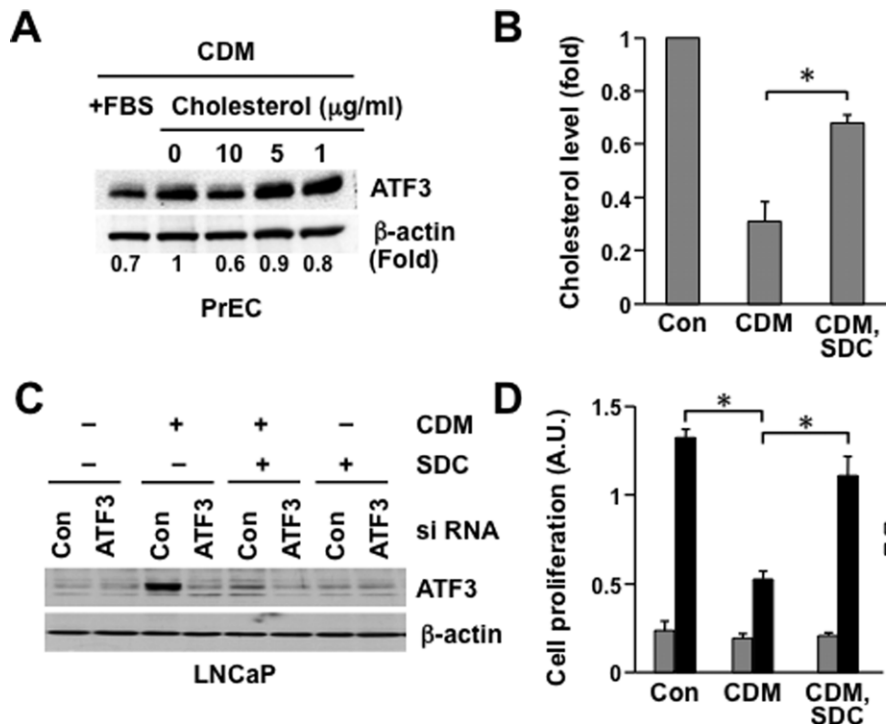 A
CDM
+FBS Cholesterol (μg/ml)
0 10 5 1
ATF3
β-actin
(Fold)
0.7 1 0.6 0.9 0.8
PrEC
B
Cholesterol level (fold)
1
0.8
0.6
0.4
0.2
0
*
Con CDM CDM,
SDC
C
– + + – CDM
– – + + SDC
Con ATF3 Con ATF3 Con ATF3 Con ATF3 si RNA
ATF3
β-actin
LNCaP
D
Cell proliferation (A.U.)
1.5
1
0.5
0
* *
Con CDM CDM,
SDC